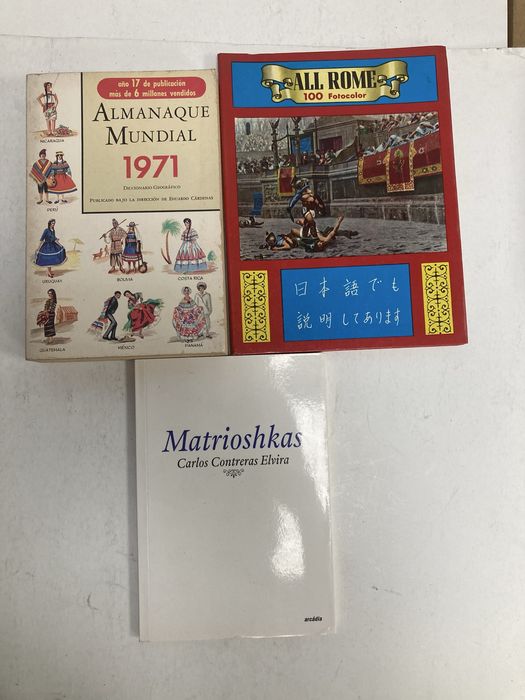 año 17 de publicación
más de 6 millones vendidos
ALMANAQUE
MUNDIAL
1971
DICCIONARIO GEOGRÁFICO
PUBLICADO BAJO LA DIRECCIÓN DE EDUARDO CÁRDENAS
NICARAGUA
PERÚ
URUGUAY
BOLIVIA
COSTA RICA
GUATEMALA
MÉXICO
PANAMÁ
ALL ROME
100 Fotocolor
日本語でも
説明してあります
Matrioshkas
Carlos Contreras Elvira
arcádia